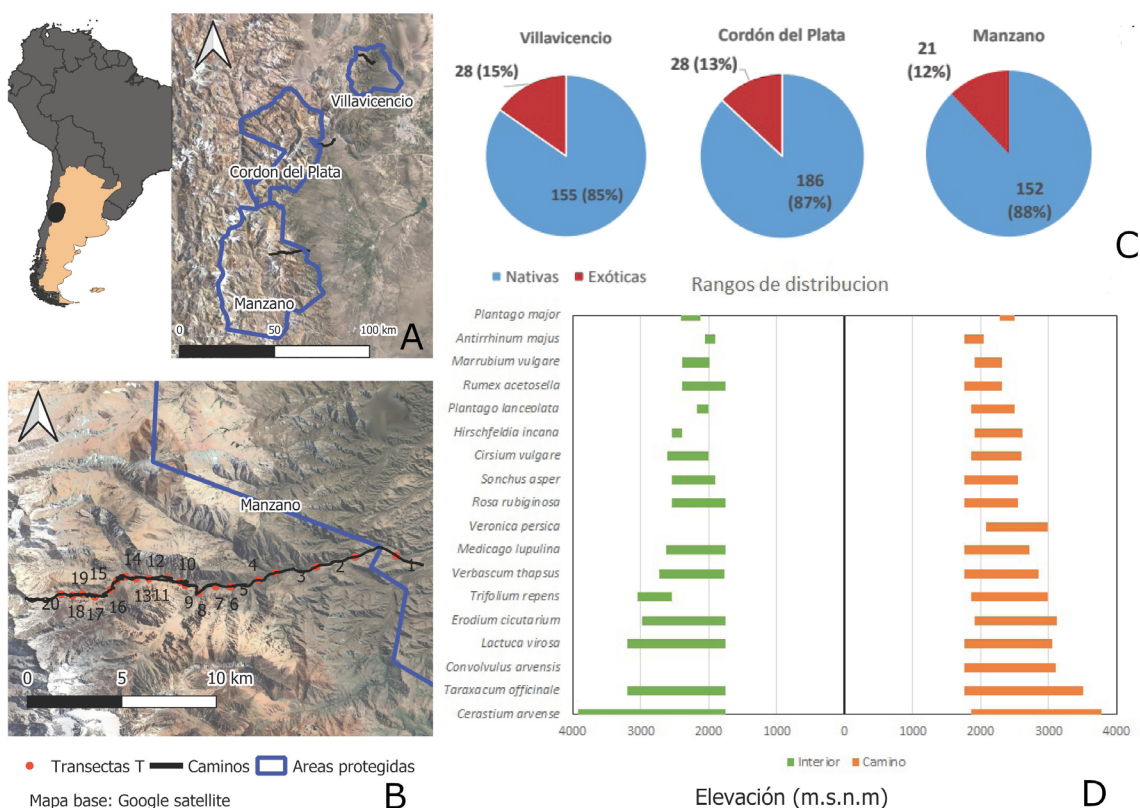 Villavicencio
Cordon del Plata
Manzano
0
50
100 km
A
Villavicencio
28 (15%)
155 (85%)
Cordón del Plata
28 (13%)
186
(87%)
Manzano
21
(12%)
152
(88%)
C
Nativas
Exóticas
Manzano
1
2
3
4
5
6
7
8
9
10
11
12
13
14
15
16
17
18
19
20
0
5
10 km
Transectas T
Caminos
Areas protegidas
Mapa base: Google satellite
B
Rangos de distribucion
Plantago major
Antirrhinum majus
Marrubium vulgare
Rumex acetosella
Plantago lanceolata
Hirschfeldia incana
Cirsium vulgare
Sonchus asper
Rosa rubiginosa
Veronica persica
Medicago lupulina
Verbascum thapsus
Trifolium repens
Erodium cicutarium
Lactuca virosa
Convolvulus arvensis
Taraxacum officinale
Cerastium arvense
4000 3000 2000 1000 0 1000 2000 3000 4000
Interior
Camino
Elevación (m.s.n.m)
D